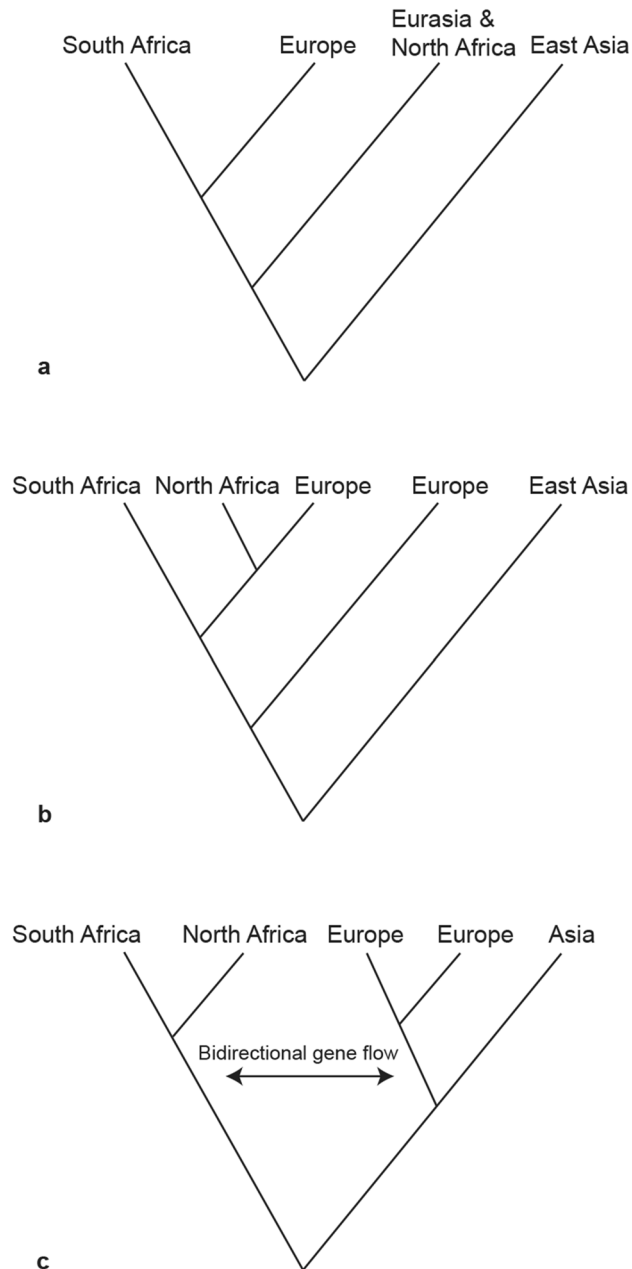 Eurasia &
South Africa Europe North Africa East Asia
a
South Africa North Africa Europe Europe East Asia
b
South Africa North Africa Europe Europe Asia
Bidirectional gene flow
c